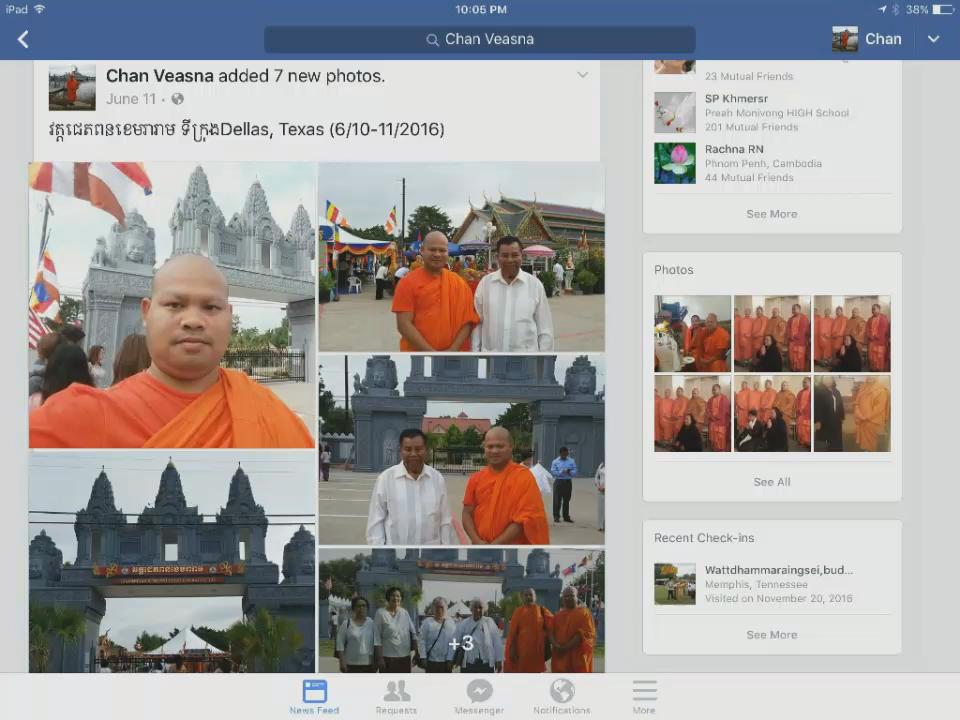 iPad
10:05 PM
38%
Chan Veasna
Chan
Chan Veasna added 7 new photos.
June 11 ·
វត្តជេតពនខេមរារាម ទីក្រុងDellas, Texas (6/10-11/2016)
+3
23 Mutual Friends
SP Khmersr
Preah Monivong HIGH School
201 Mutual Friends
Rachna RN
Phnom Penh, Cambodia
44 Mutual Friends
See More
Photos
See All
Recent Check-ins
Wattdhammaraingsei,bud...
Memphis, Tennessee
Visited on November 20, 2016
See More
News Feed
Requests
Messenger
Notifications
More